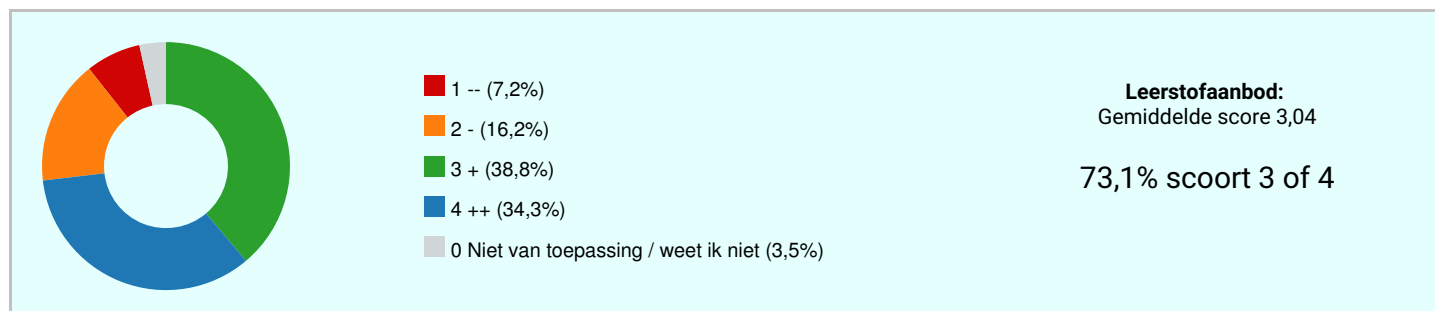 1 -- (7,2%)
2 - (16,2%)
3 + (38,8%)
4 ++ (34,3%)
0 Niet van toepassing / weet ik niet (3,5%)
Leerstofaanbod:
Gemiddelde score 3,04
73,1% scoort 3 of 4